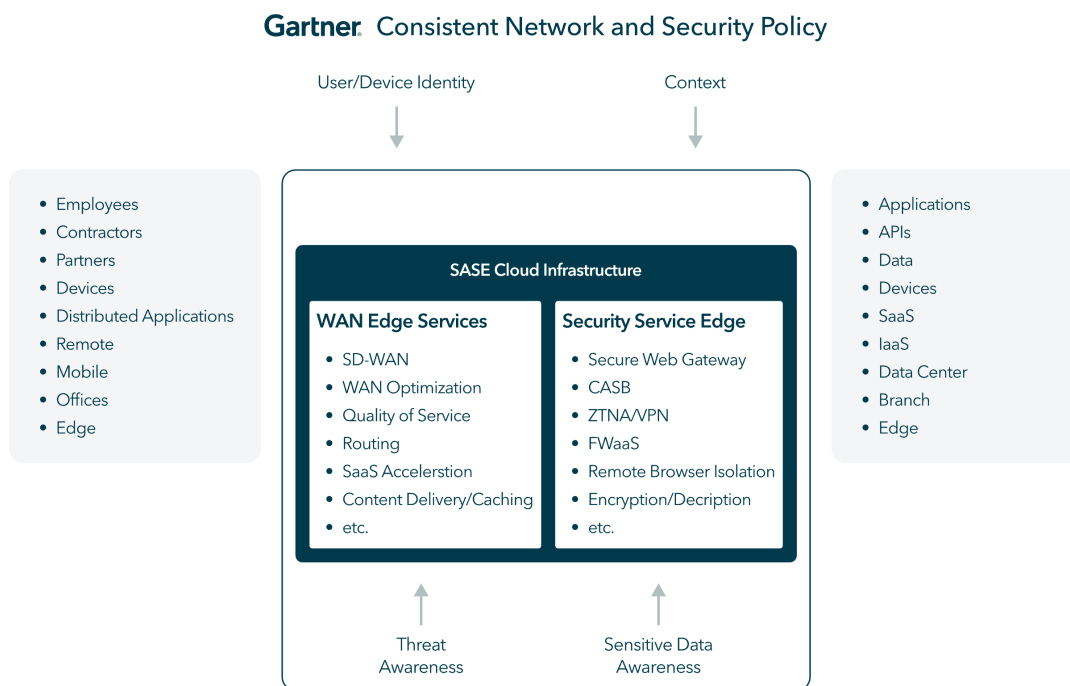 Gartner. Consistent Network and Security Policy
User/Device Identity
Context
• Employees
• Contractors
• Partners
• Devices
• Distributed Applications
• Remote
• Mobile
• Offices
• Edge
SASE Cloud Infrastructure
WAN Edge Services
• SD-WAN
• WAN Optimization
• Quality of Service
• Routing
• SaaS Accelerstion
• Content Delivery/Caching
• etc.
Security Service Edge
• Secure Web Gateway
• CASB
• ZTNA/VPN
• FWaaS
• Remote Browser Isolation
• Encryption/Decription
• etc.
• Applications
• APIs
• Data
• Devices
• SaaS
• IaaS
• Data Center
• Branch
• Edge
Threat
Awareness
Sensitive Data
Awareness